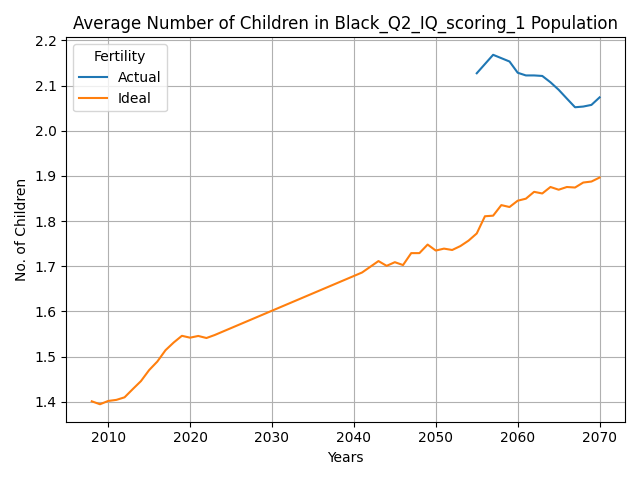 Average Number of Children in Black_Q2_IQ_scoring_1 Population
Fertility
Actual
Ideal
No. of Children
2.2
2.1
2.0
1.9
1.8
1.7
1.6
1.5
1.4
2010 2020 2030 2040 2050 2060 2070
Years